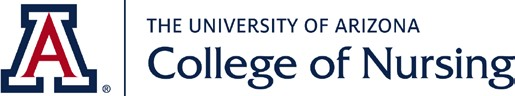 A
®
THE UNIVERSITY OF ARIZONA
College of Nursing